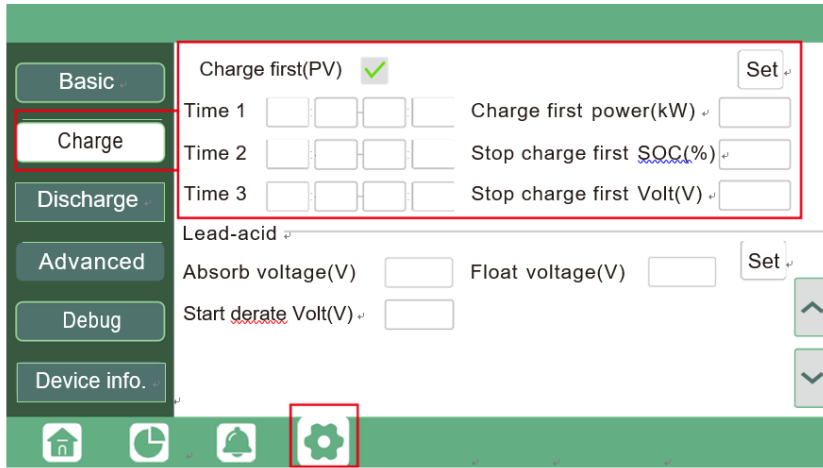 Charge first(PV) Set
Basic
Time 1 : - : Charge first power(kW)
Charge
Time 2 : - : Stop charge first SOC(%)
Discharge Time 3 : - : Stop charge first Volt(V)
Lead-acid
Advanced Absorb voltage(V) Float voltage(V) Set
Debug Start derate Volt(V)
Device info.